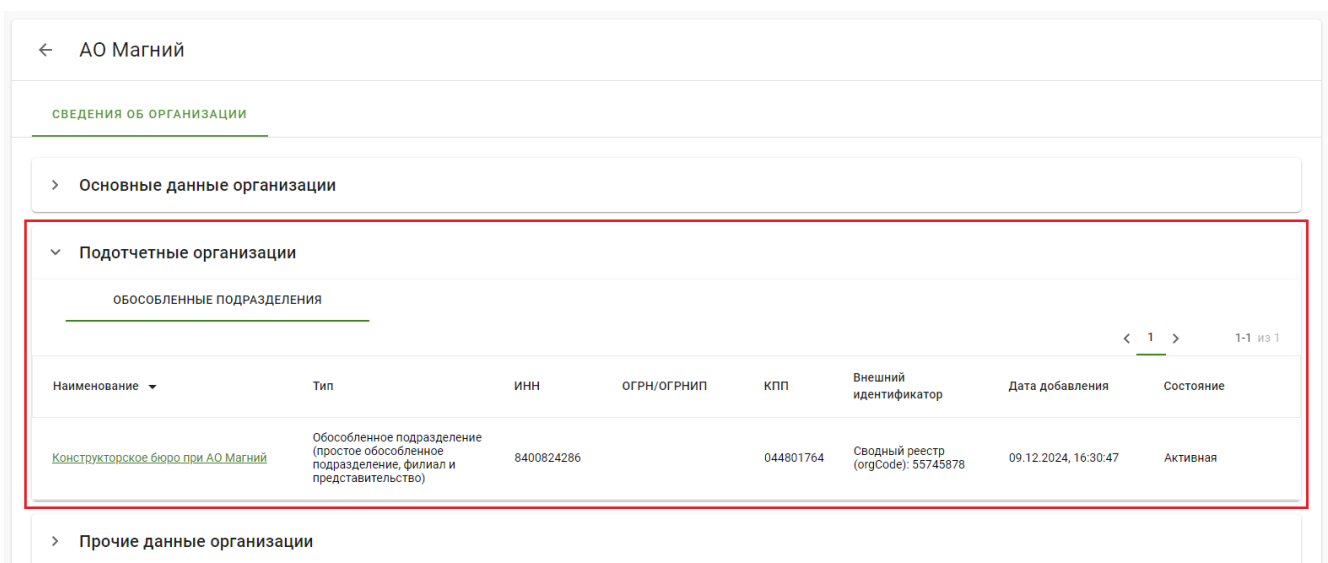 АО Магний
СВЕДЕНИЯ ОБ ОРГАНИЗАЦИИ
Основные данные организации
Подотчетные организации
ОБОСОБЛЕННЫЕ ПОДРАЗДЕЛЕНИЯ
1 1-1 из 1
Наименование Тип ИНН ОГРН/ОГРНИП КПП Внешний идентификатор Дата добавления Состояние
Конструкторское бюро при АО Магний
Обособленное подразделение
(простое обособленное
подразделение, филиал и
представительство)
8400824286
044801764
Сводный реестр
(orgCode): 55745878
09.12.2024, 16:30:47
Активная
Прочие данные организации